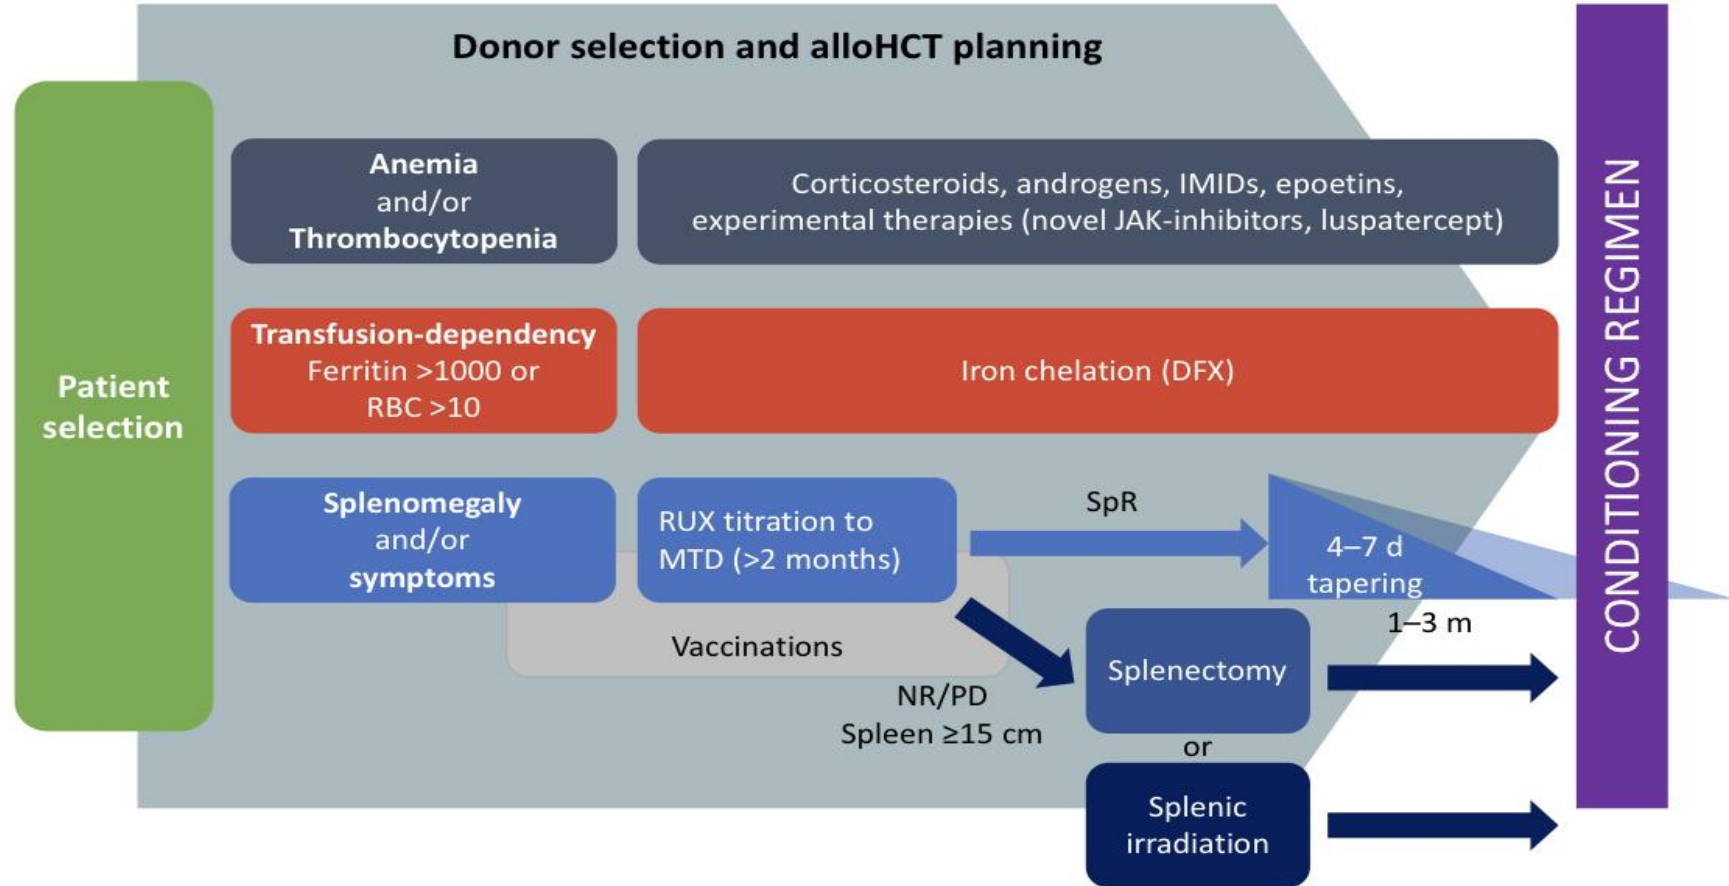 Donor selection and alloHCT planning
Patient
selection
Anemia
and/or
Thrombocytopenia
Corticosteroids, androgens, IMIDs, epoetins,
experimental therapies (novel JAK-inhibitors, luspatercept)
Transfusion-dependency
Ferritin >1000 or
RBC >10
Iron chelation (DFX)
Splenomegaly
and/or
symptoms
RUX titration to
MTD (>2 months)
SpR
4–7 d
tapering
1–3 m
Vaccinations
NR/PD
Spleen ≥15 cm
Splenectomy
or
Splenic
irradiation
CONDITIONING REGIMEN